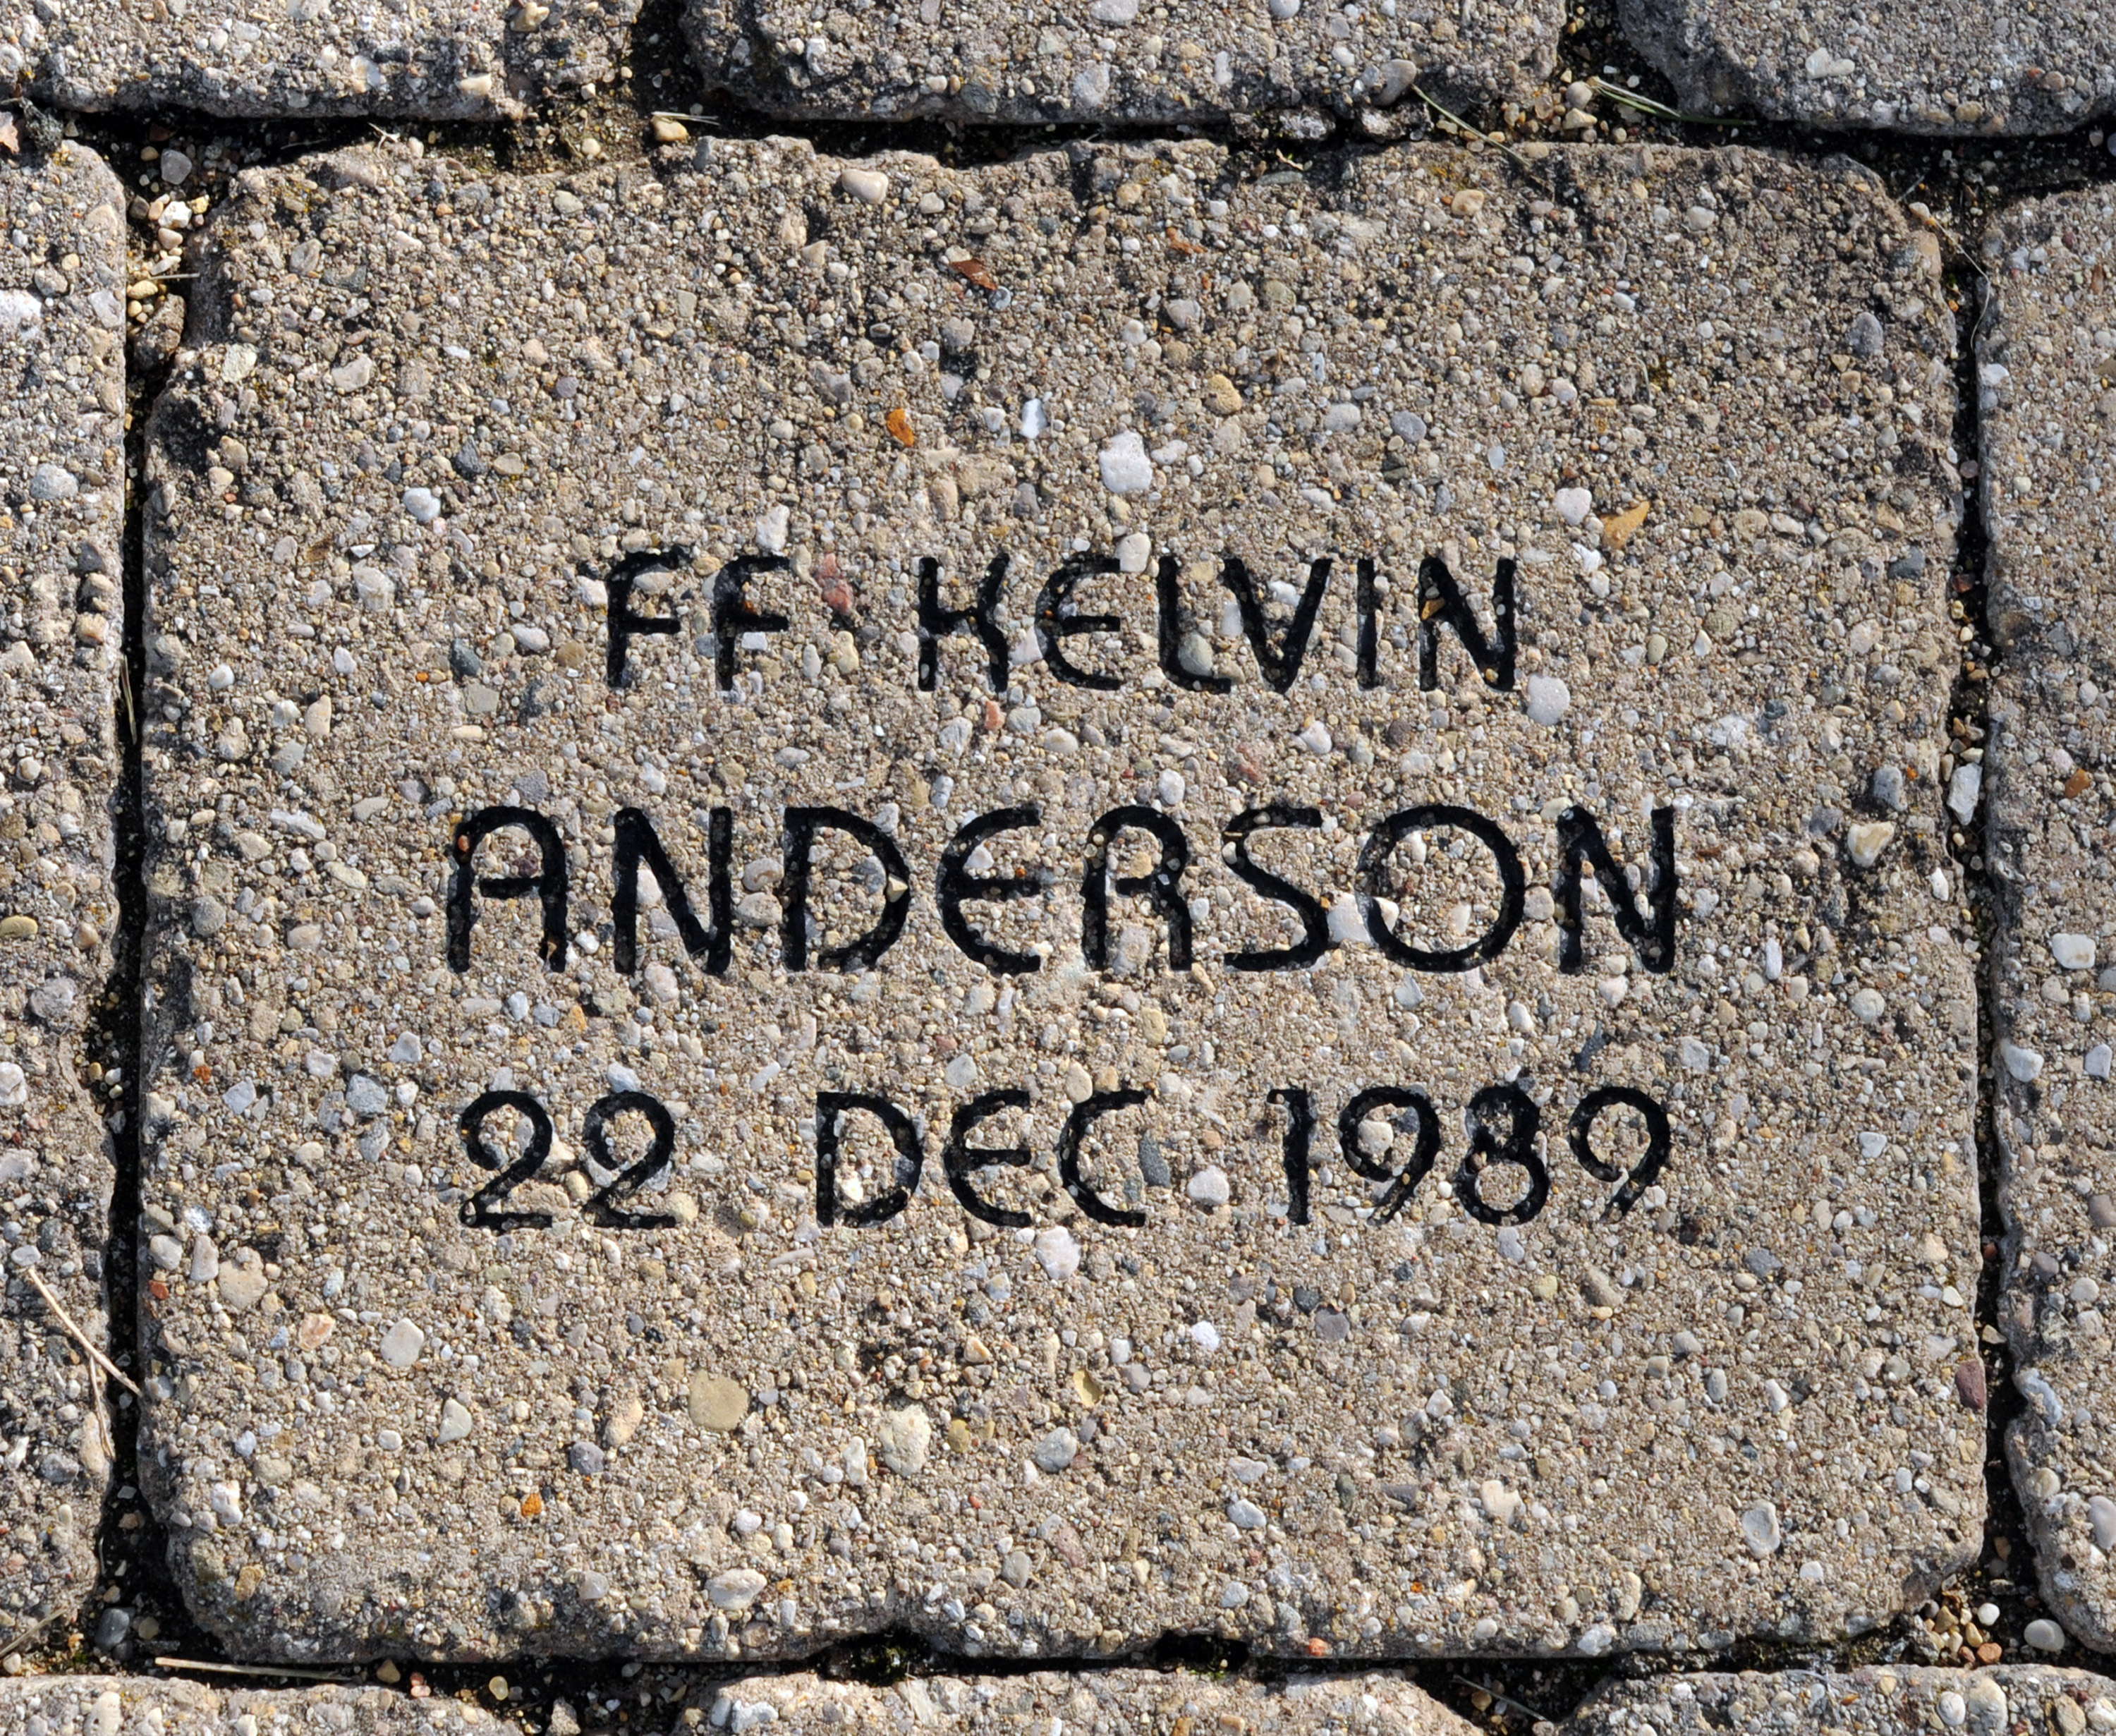 FF KELVIN
ANDERSON
22 DEC 1989